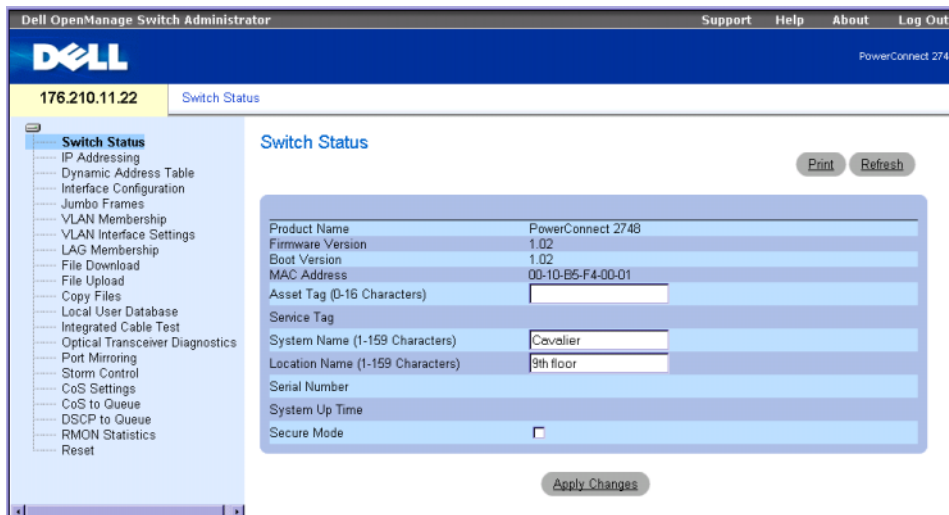 Dell OpenManage Switch Administrator
Support Help About Log Out
DELL
PowerConnect 274
176.210.11.22
Switch Status
Switch Status
IP Addressing
Dynamic Address Table
Interface Configuration
Jumbo Frames
VLAN Membership
VLAN Interface Settings
LAG Membership
File Download
File Upload
Copy Files
Local User Database
Integrated Cable Test
Optical Transceiver Diagnostics
Port Mirroring
Storm Control
CoS Settings
CoS to Queue
DSCP to Queue
RMON Statistics
Reset
Switch Status
Print Refresh
Product Name PowerConnect 2748
Firmware Version 1.02
Boot Version 1.02
MAC Address 00-10-B5-F4-00-01
Asset Tag (0-16 Characters)
Service Tag
System Name (1-159 Characters) Cavalier
Location Name (1-159 Characters) 9th floor
Serial Number
System Up Time
Secure Mode
Apply Changes